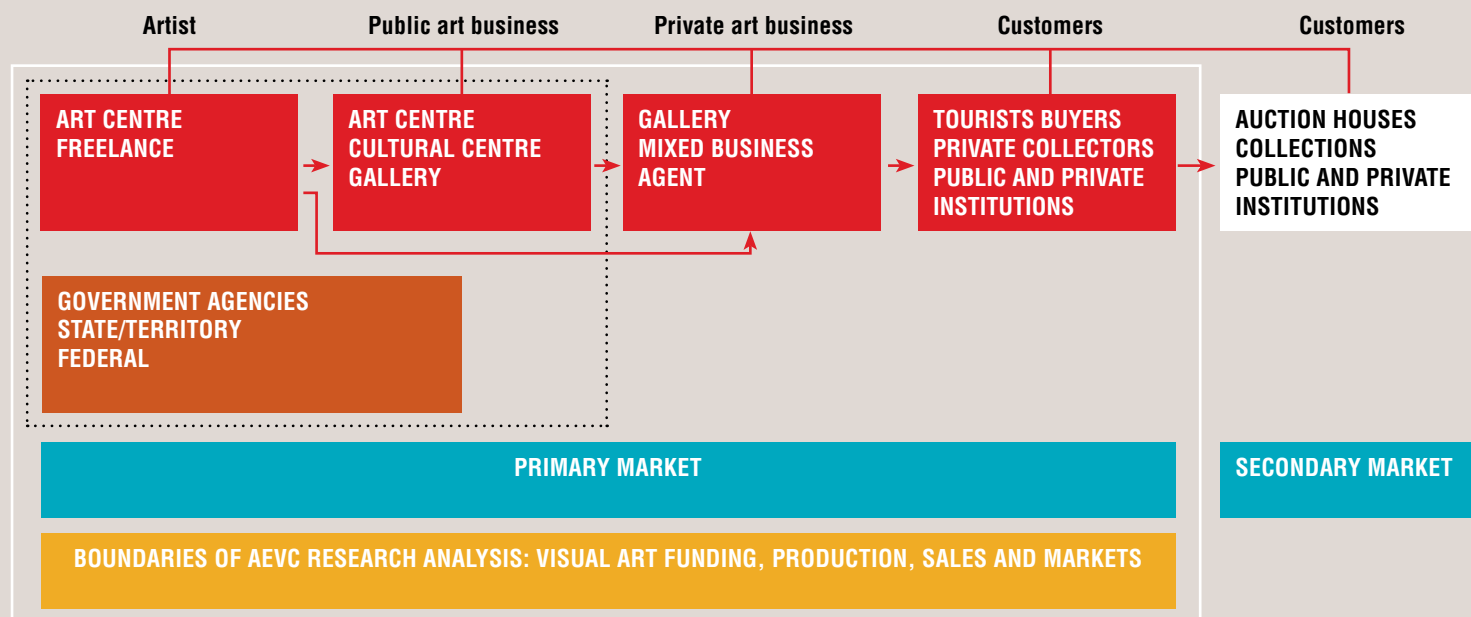 Artist
Public art business
Private art business
Customers
Customers
ART CENTRE
FREELANCE
ART CENTRE
CULTURAL CENTRE
GALLERY
GALLERY
MIXED BUSINESS
AGENT
TOURISTS BUYERS
PRIVATE COLLECTORS
PUBLIC AND PRIVATE
INSTITUTIONS
AUCTION HOUSES
COLLECTIONS
PUBLIC AND PRIVATE
INSTITUTIONS
GOVERNMENT AGENCIES
STATE/TERRITORY
FEDERAL
PRIMARY MARKET
SECONDARY MARKET
BOUNDARIES OF AEVC RESEARCH ANALYSIS: VISUAL ART FUNDING, PRODUCTION, SALES AND MARKETS